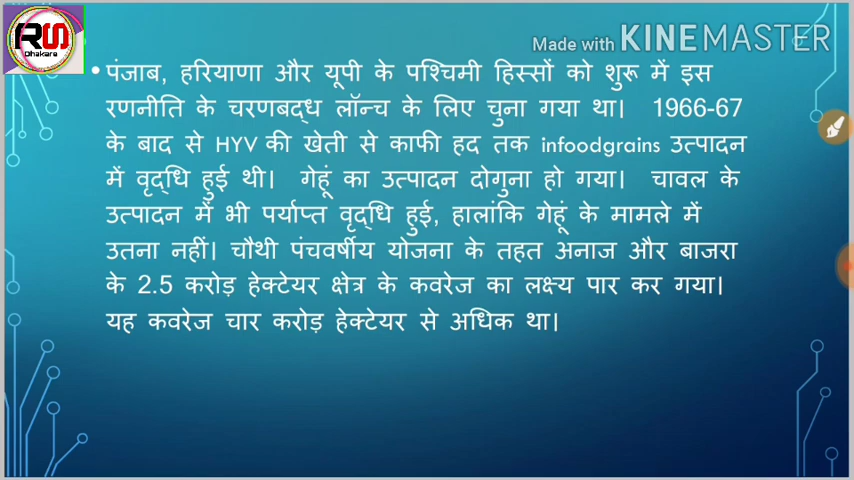 RS
Dhakare
Made with KINEMASTER
• पंजाब, हरियाणा और यूपी के पश्चिमी हिस्सों को शुरू में इस
रणनीति के चरणबद्ध लॉन्च के लिए चुना गया था। 1966-67
के बाद से HYV की खेती से काफी हद तक infoodgrains उत्पादन
में वृद्धि हुई थी। गेहूं का उत्पादन दोगुना हो गया। चावल के
उत्पादन में भी पर्याप्त वृद्धि हुई, हालांकि गेहूं के मामले में
उतना नहीं। चौथी पंचवर्षीय योजना के तहत अनाज और बाजरा
के 2.5 करोड़ हेक्टेयर क्षेत्र के कवरेज का लक्ष्य पार कर गया।
यह कवरेज चार करोड़ हेक्टेयर से अधिक था।